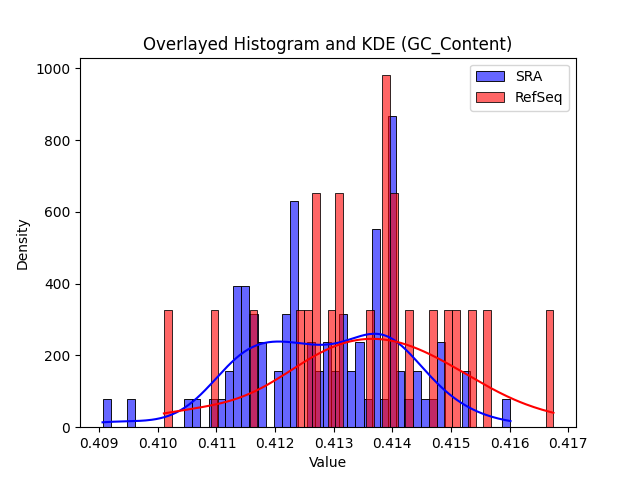 Overlayed Histogram and KDE (GC_Content)
SRA
RefSeq
Density
1000
800
600
400
200
0
0.409 0.410 0.411 0.412 0.413 0.414 0.415 0.416 0.417
Value